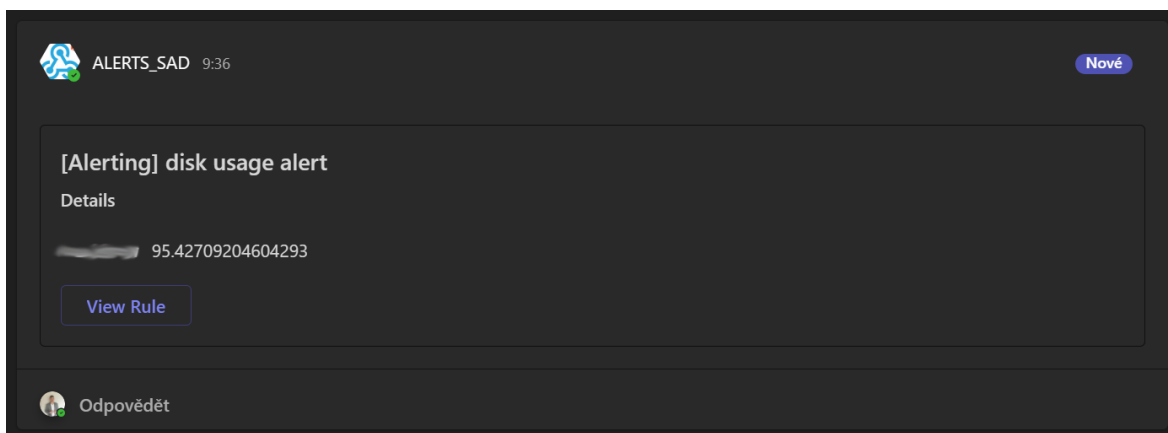 ALERTS_SAD 9:36 Nové
[Alerting] disk usage alert
Details
95.42709204604293
View Rule
Odpovědět